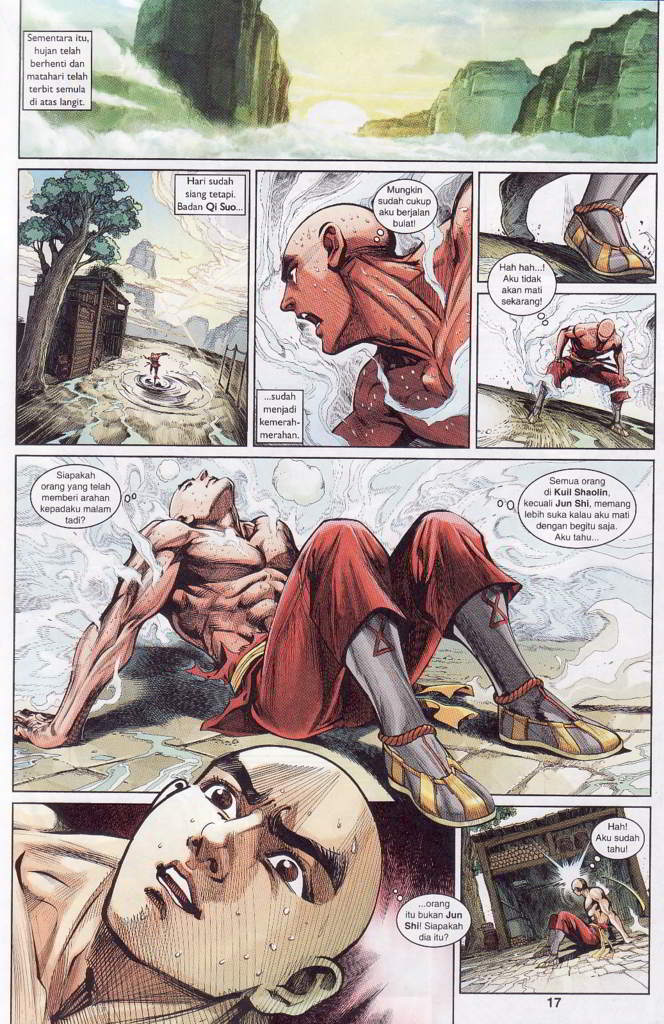 Sementara itu,
hujan telah
berhenti dan
matahari telah
terbit semula
di atas langit.
Hari sudah
siang tetapi.
Badan Qi Suo...
Mungkin
sudah cukup
aku berjalan
bulat!
...sudah
menjadi
kemerah-
merahan.
Hah hah...!
Aku tidak
akan mati
sekarang!
Siapakah
orang yang telah
memberi arahan
kepadaku malam
tadi?
Semua orang
di Kuil Shaolin,
kecuali Jun Shi, memang
lebih suka kalau aku mati
dengan begitu saja.
Aku tahu...
...orang
itu bukan Jun
Shi! Siapakah
dia itu?
Hah!
Aku sudah
tahu!
17